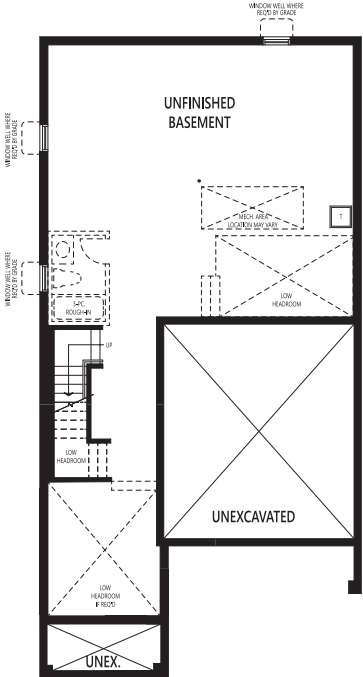 WINDOW WELL WHERE
REQ'D BY GRADE
UNFINISHED
BASEMENT
WINDOW WELL WHERE
REQ'D BY GRADE
MECH. AREA
LOCATION MAY VARY
T
WINDOW WELL WHERE
REQ'D BY GRADE
3-PC.
ROUGH-IN
LOW
HEADROOM
UP
LOW
HEADROOM
UNEXCAVATED
LOW
HEADROOM
IF REQ'D
UNEX.